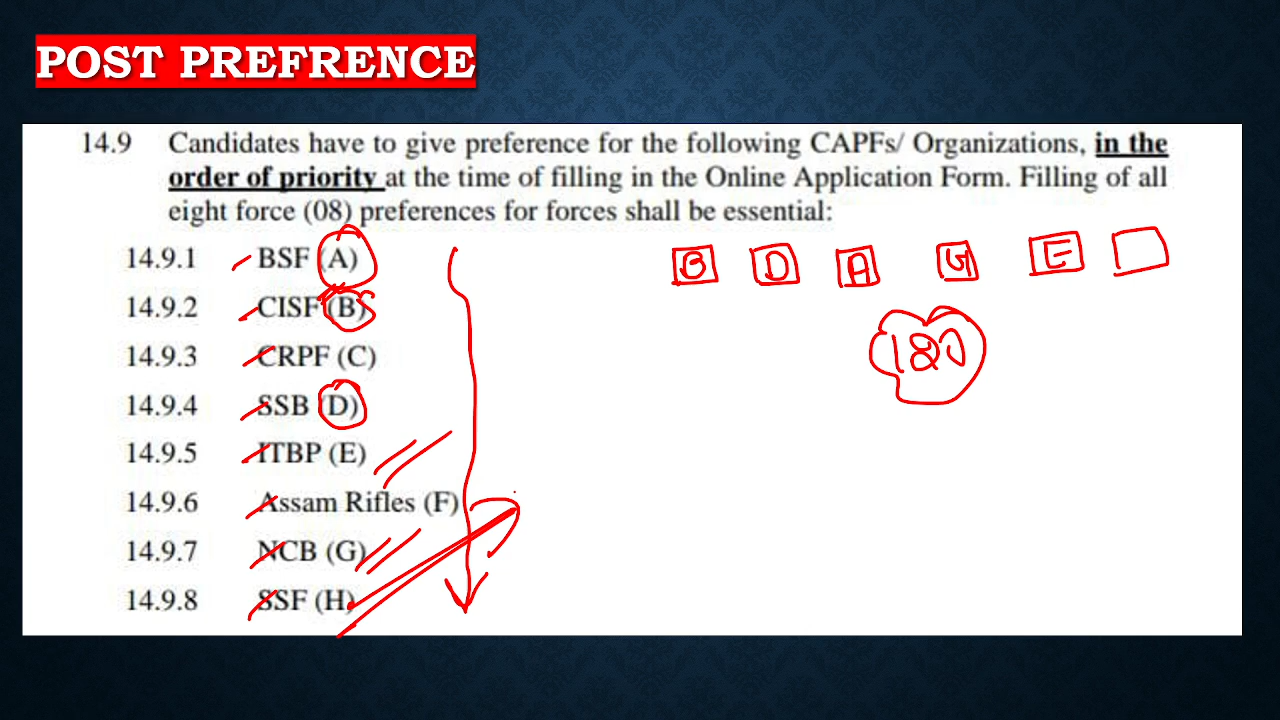 POST PREFRENCE
14.9 Candidates have to give preference for the following CAPFs/ Organizations, in the
order of priority at the time of filling in the Online Application Form. Filling of all
eight force (08) preferences for forces shall be essential:
14.9.1 BSF (A)
14.9.2 CISF (B)
14.9.3 CRPF (C)
14.9.4 SSB (D)
14.9.5 ITBP (E)
14.9.6 Assam Rifles (F)
14.9.7 NCB (G)
14.9.8 SSF (H)
B D A G E